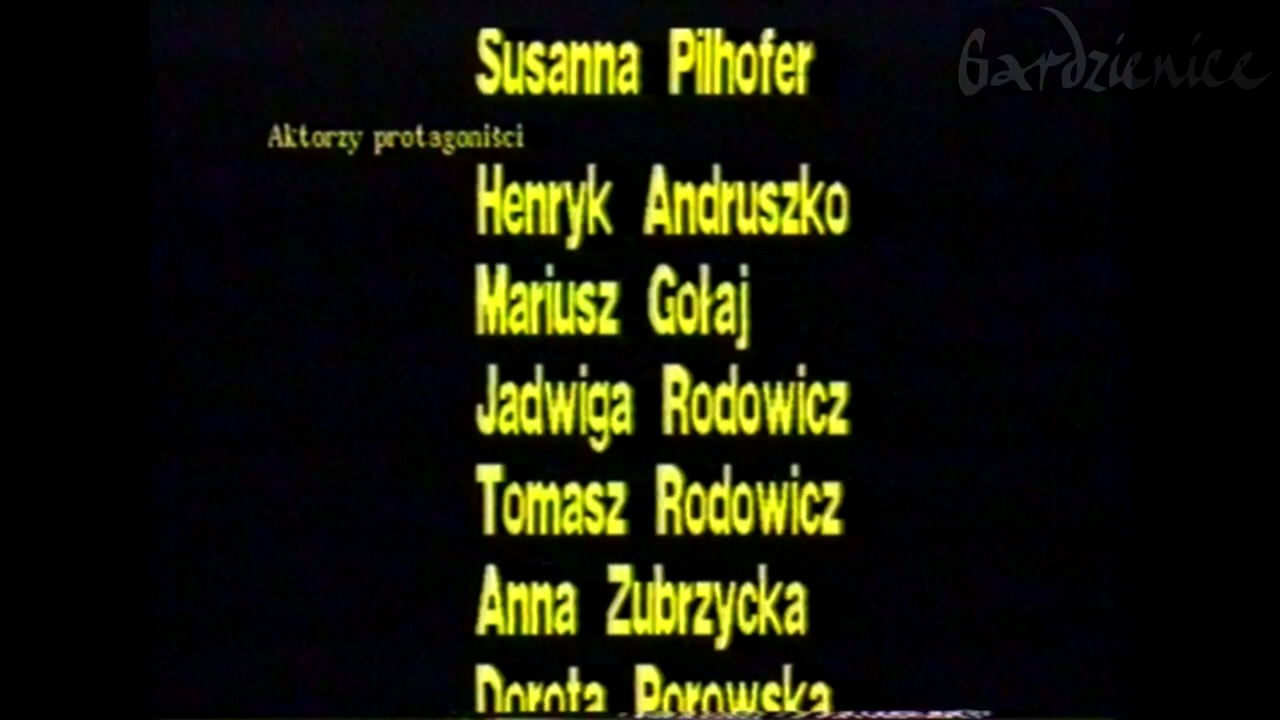 Gardzienice
Susanna Pilhofer
Aktorzy protagoniści
Henryk Andruszko
Mariusz Gołaj
Jadwiga Rodowicz
Tomasz Rodowicz
Anna Zubrzycka
Dorota Porowska